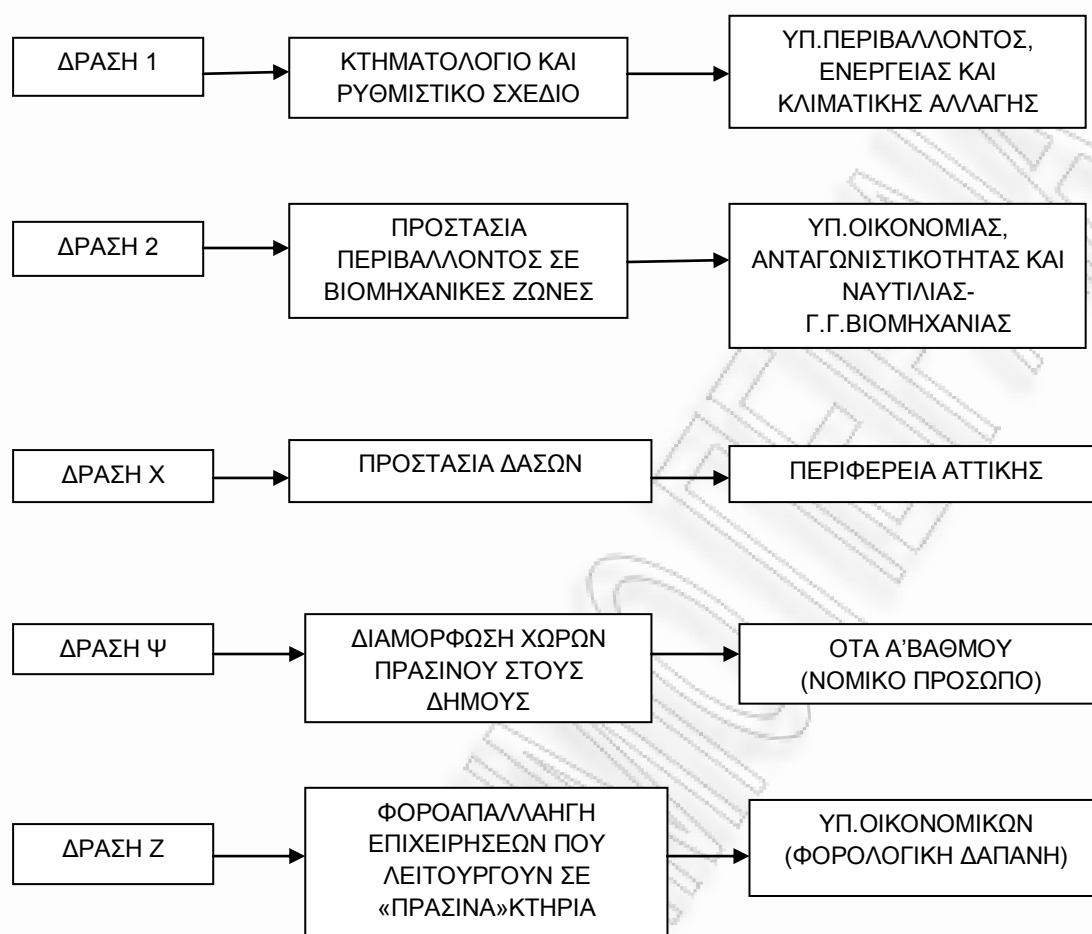 ΔΡΑΣΗ 1
ΚΤΗΜΑΤΟΛΟΓΙΟ ΚΑΙ
ΡΥΘΜΙΣΤΙΚΟ ΣΧΕΔΙΟ
ΥΠ.ΠΕΡΙΒΑΛΛΟΝΤΟΣ,
ΕΝΕΡΓΕΙΑΣ ΚΑΙ
ΚΛΙΜΑΤΙΚΗΣ ΑΛΛΑΓΗΣ
ΔΡΑΣΗ 2
ΠΡΟΣΤΑΣΙΑ
ΠΕΡΙΒΑΛΛΟΝΤΟΣ ΣΕ
ΒΙΟΜΗΧΑΝΙΚΕΣ ΖΩΝΕΣ
ΥΠ.ΟΙΚΟΝΟΜΙΑΣ,
ΑΝΤΑΓΩΝΙΣΤΙΚΟΤΗΤΑΣ ΚΑΙ
ΝΑΥΤΙΛΙΑΣ-
Γ.Γ.ΒΙΟΜΗΧΑΝΙΑΣ
ΔΡΑΣΗ Χ
ΠΡΟΣΤΑΣΙΑ ΔΑΣΩΝ
ΠΕΡΙΦΕΡΕΙΑ ΑΤΤΙΚΗΣ
ΔΡΑΣΗ Ψ
ΔΙΑΜΟΡΦΩΣΗ ΧΩΡΩΝ
ΠΡΑΣΙΝΟΥ ΣΤΟΥΣ
ΔΗΜΟΥΣ
ΟΤΑ Α'ΒΑΘΜΟΥ
(ΝΟΜΙΚΟ ΠΡΟΣΩΠΟ)
ΔΡΑΣΗ Ζ
ΦΟΡΟΑΠΑΛΛΑΗΓΗ
ΕΠΙΧΕΙΡΗΣΕΩΝ ΠΟΥ
ΛΕΙΤΟΥΡΓΟΥΝ ΣΕ
«ΠΡΑΣΙΝΑ»ΚΤΗΡΙΑ
ΥΠ.ΟΙΚΟΝΟΜΙΚΩΝ
(ΦΟΡΟΛΟΓΙΚΗ ΔΑΠΑΝΗ)